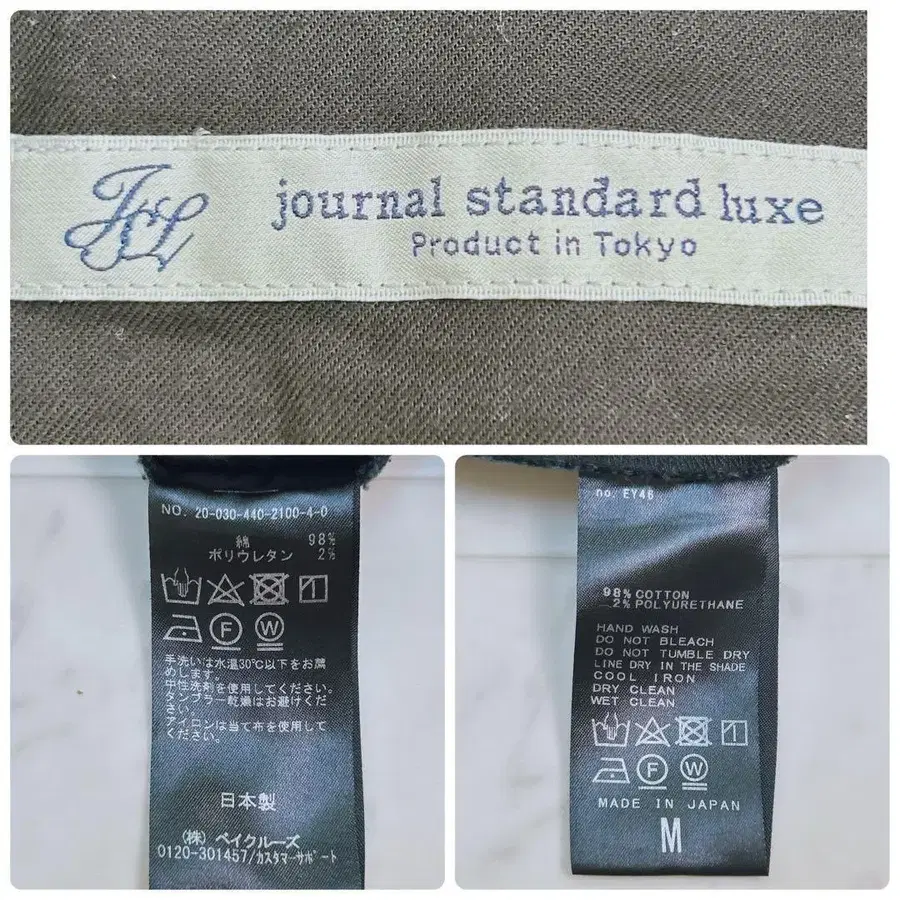 JSL
journal standard luxe
Product in Tokyo
NO. 20-030-440-2100-4-0
綿 98%
ポリウレタン 2%
F W
手洗いは水温30℃以下をお薦
めします。
中性洗剤を使用してください。
タンブラー乾燥はお避けくだ
さい。
アイロンは当て布を使用して
ください。
日本製
(株) ベイクルーズ
0120-301457/カスタマーサポート
no. EY46
98% COTTON
2% POLYURETHANE
HAND WASH
DO NOT BLEACH
DO NOT TUMBLE DRY
LINE DRY IN THE SHADE
COOL IRON
DRY CLEAN
WET CLEAN
F W
MADE IN JAPAN
M